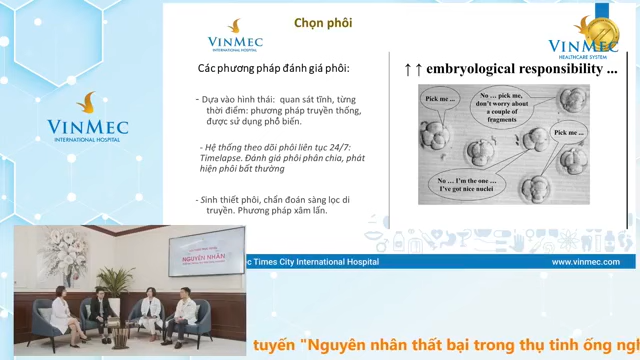 Chọn phôi
VINMEC
INTERNATIONAL HOSPITAL
VINMEC
HEALTHCARE SYSTEM
VINMEC
INTERNATIONAL HOSPITAL
Các phương pháp đánh giá phôi:
- Dựa vào hình thái: quan sát tĩnh, từng
thời điểm: phương pháp truyền thống,
được sử dụng phổ biến.
- Hệ thống theo dõi phôi liên tục 24/7:
Timelapse. Đánh giá phôi phân chia, phát
hiện phôi bất thường
- Sinh thiết phôi, chẩn đoán sàng lọc di
truyền. Phương pháp xâm lấn.
↑ ↑ embryological responsibility ...
Pick me ...
No ... pick me,
don't worry about
a couple of
fragments
Pick me ...
No ... I'm the one ...
I've got nice nuclei
NGUYÊN NHÂN
c Times City International Hospital
www.vinmec.com
tuyến "Nguyên nhân thất bại trong thụ tinh ống ng